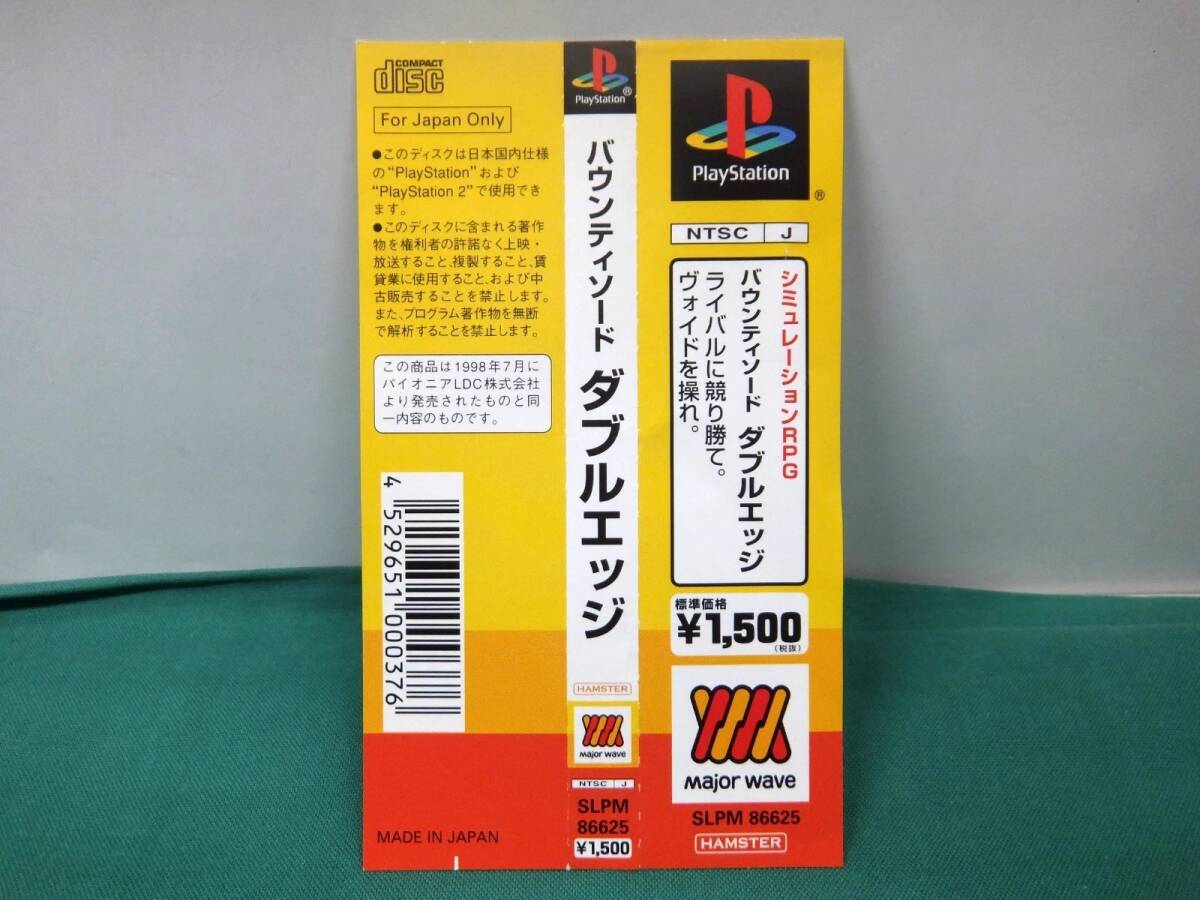 COMPACT
disc
For Japan Only
●このディスクは日本国内仕様
の“PlayStation”および
“PlayStation 2”で使用でき
ます。
●このディスクに含まれる著作
物を権利者の許諾なく上映・
放送すること、複製すること、賃
貸業に使用すること、および中
古販売することを禁止します。
また、プログラム著作物を無断
で解析することを禁止します。
この商品は1998年7月に
パイオニアLDC株式会社
より発売されたものと同
一内容のものです。
4 529651 000376
MADE IN JAPAN
PlayStation
®
バウンティソード ダブルエッジ
HAMSTER
major wave
NTSC J
SLPM
86625
¥1,500
PlayStation
®
NTSC J
シミュレーションRPG
バウンティソード ダブルエッジ
ライバルに競り勝て。
ヴォイドを操れ。
標準価格
¥1,500
(税抜)
major wave
SLPM 86625
HAMSTER